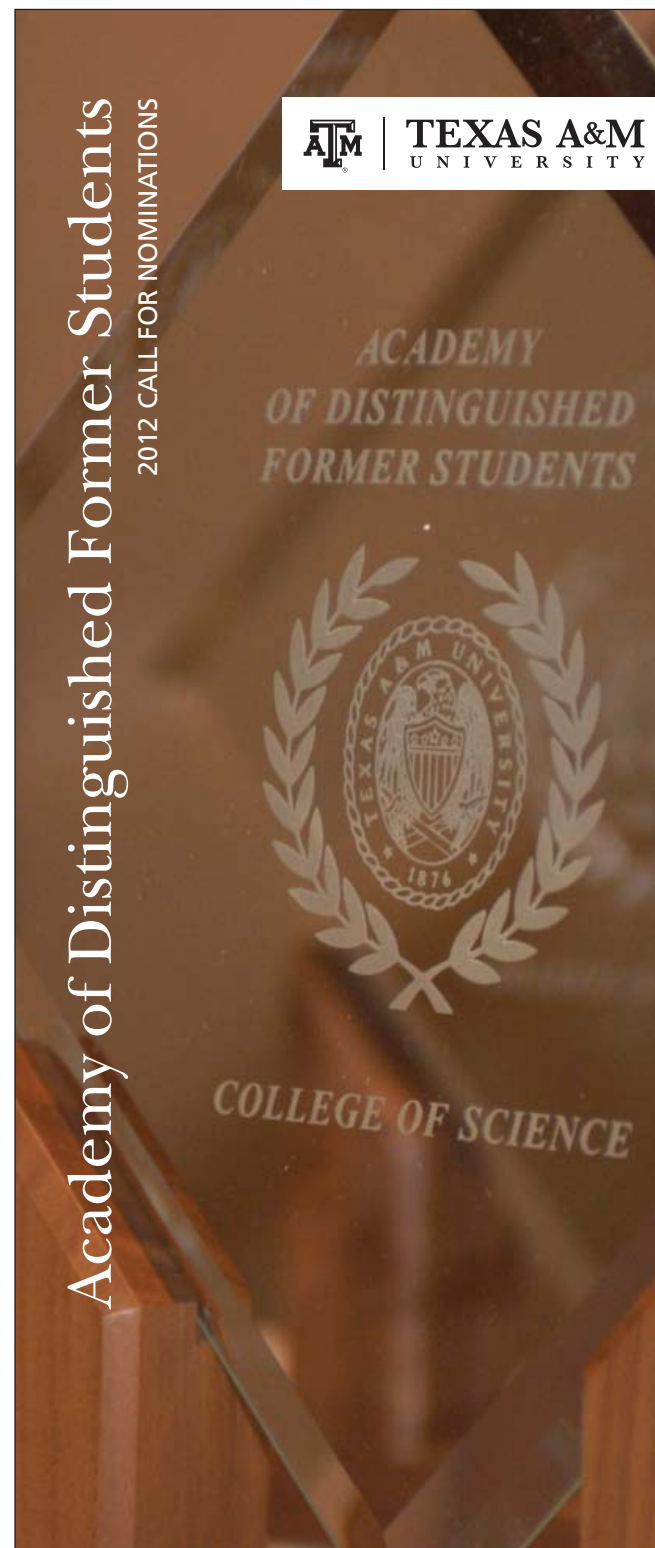 Academy of Distinguished Former Students
2012 CALL FOR NOMINATIONS
ATM
®
TEXAS A&M
UNIVERSITY
ACADEMY
OF DISTINGUISHED
FORMER STUDENTS
TEXAS A & M UNIVERSITY
1876
COLLEGE OF SCIENCE